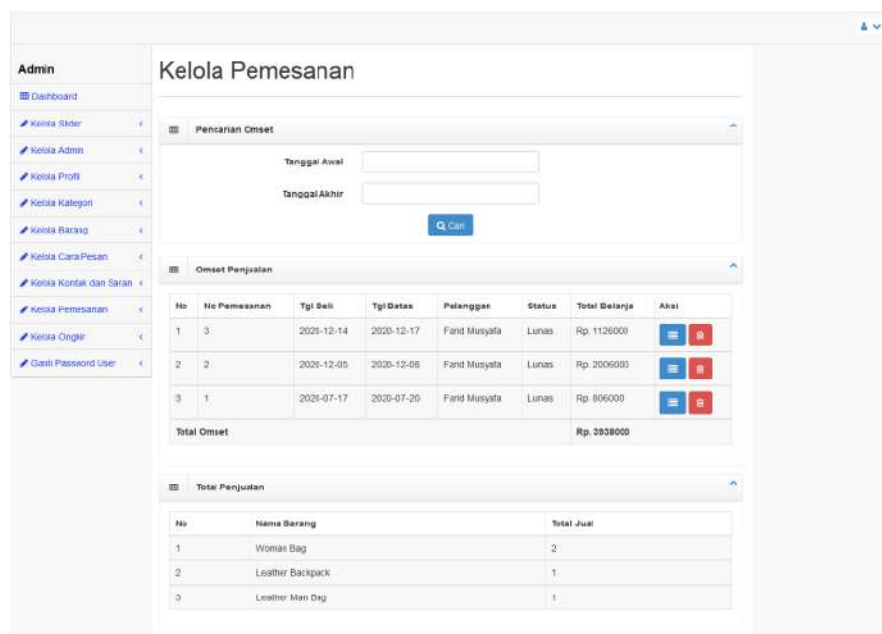 Admin
Dashboard
Kelola Slider
Kelola Admin
Kelola Profil
Kelola Kategori
Kelola Barang
Kelola Cara Pesan
Kelola Kontak dan Saran
Kelola Pemesanan
Kelola Ongkir
Ganti Password User
Kelola Pemesanan
Pencarian Omset
Tanggal Awal
Tanggal Akhir
Cari
Omset Penjualan
No No Pemesanan Tgl Beli Tgl Batas Pelanggan Status Total Belanja Aksi
1 3 2020-12-14 2020-12-17 Farid Musyafa Lunas Rp. 1126000
2 2 2020-12-05 2020-12-08 Farid Musyafa Lunas Rp. 2006000
3 1 2020-07-17 2020-07-20 Farid Musyafa Lunas Rp. 806000
Total Omset Rp. 3938000
Total Penjualan
No Nama Barang Total Jual
1 Woman Bag 2
2 Leather Backpack 1
3 Leather Man Bag 1